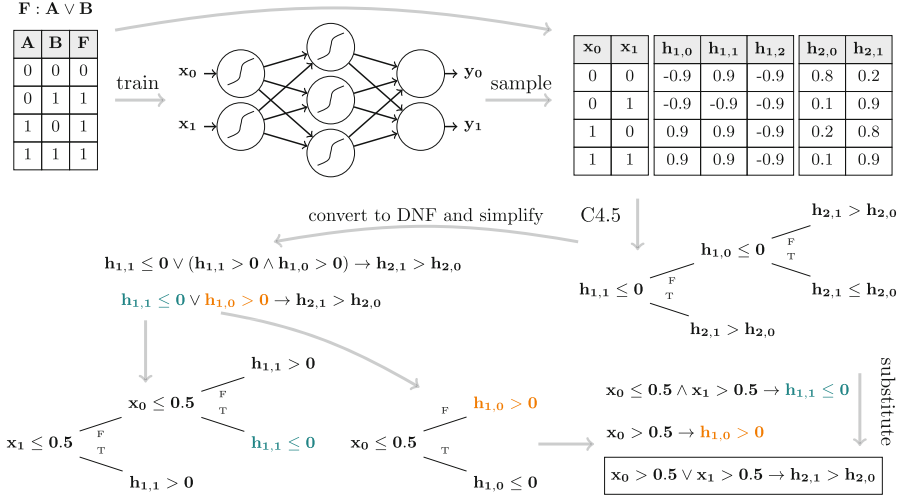 F : A ∨ B
A B F
0 0 0
0 1 1
1 0 1
1 1 1
train
x₀
x₁
y₀
y₁
sample
x₀ x₁ h₁,₀ h₁,₁ h₁,₂ h₂,₀ h₂,₁
0 0 -0.9 0.9 -0.9 0.8 0.2
0 1 -0.9 -0.9 -0.9 0.1 0.9
1 0 0.9 0.9 -0.9 0.2 0.8
1 1 0.9 0.9 -0.9 0.1 0.9
C4.5
h₁,₁ ≤ 0
F
T
h₁,₀ ≤ 0
F
T
h₂,₁ > h₂,₀
h₂,₁ ≤ h₂,₀
h₂,₁ > h₂,₀
convert to DNF and simplify
h₁,₁ ≤ 0 ∨ (h₁,₁ > 0 ∧ h₁,₀ > 0) → h₂,₁ > h₂,₀
h₁,₁ ≤ 0 ∨ h₁,₀ > 0 → h₂,₁ > h₂,₀
x₁ ≤ 0.5
F
T
x₀ ≤ 0.5
F
T
h₁,₁ > 0
h₁,₁ ≤ 0
h₁,₁ > 0
x₀ ≤ 0.5
F
T
h₁,₀ > 0
h₁,₀ ≤ 0
x₀ ≤ 0.5 ∧ x₁ > 0.5 → h₁,₁ ≤ 0
x₀ > 0.5 → h₁,₀ > 0
substitute
x₀ > 0.5 ∨ x₁ > 0.5 → h₂,₁ > h₂,₀